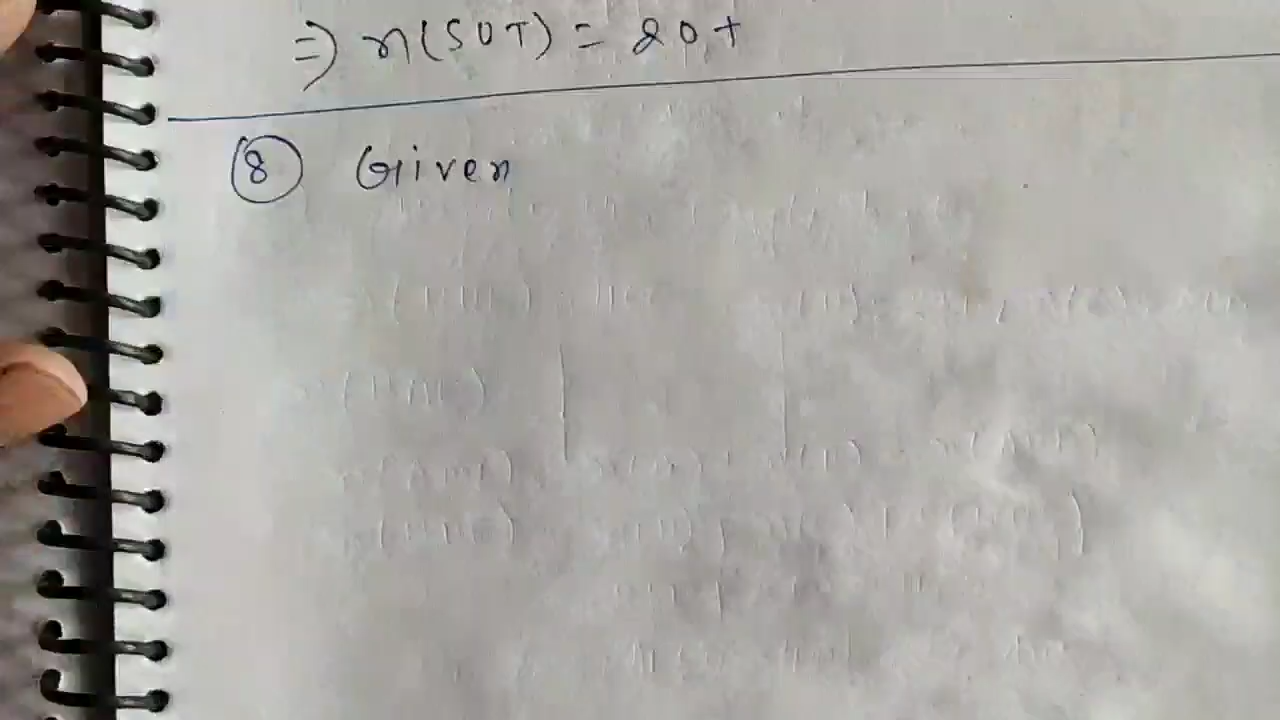 => n(SUT) = 20+
8 Given